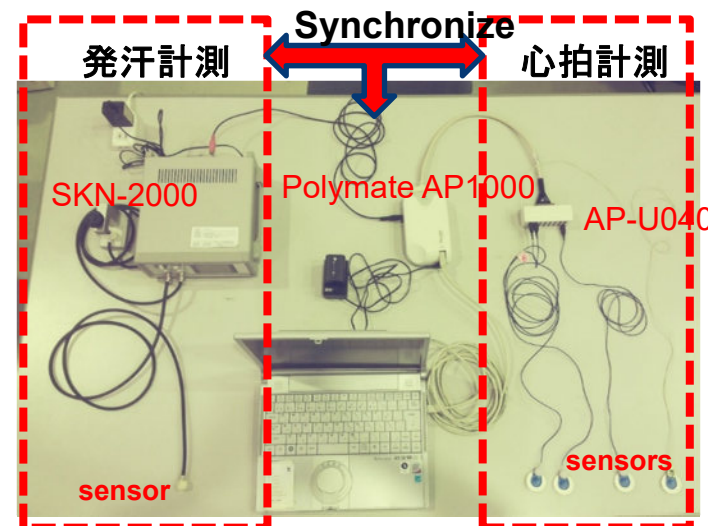 Synchronize
発汗計測
心拍計測
SKN-2000
Polymate AP1000
AP-U040
sensor
sensors